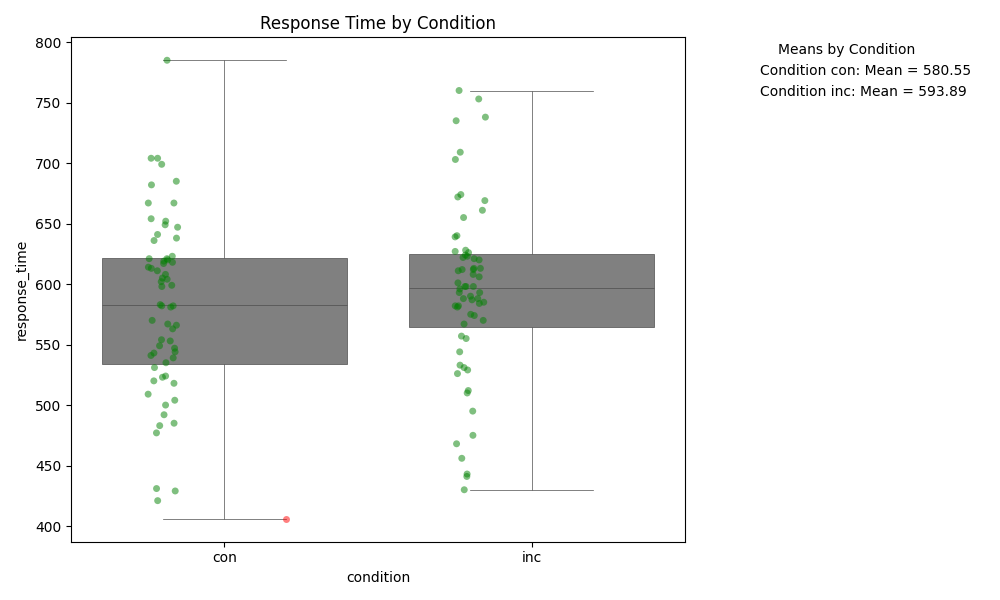 Response Time by Condition
Means by Condition
Condition con: Mean = 580.55
Condition inc: Mean = 593.89
response_time
800
750
700
650
600
550
500
450
400
con
inc
condition